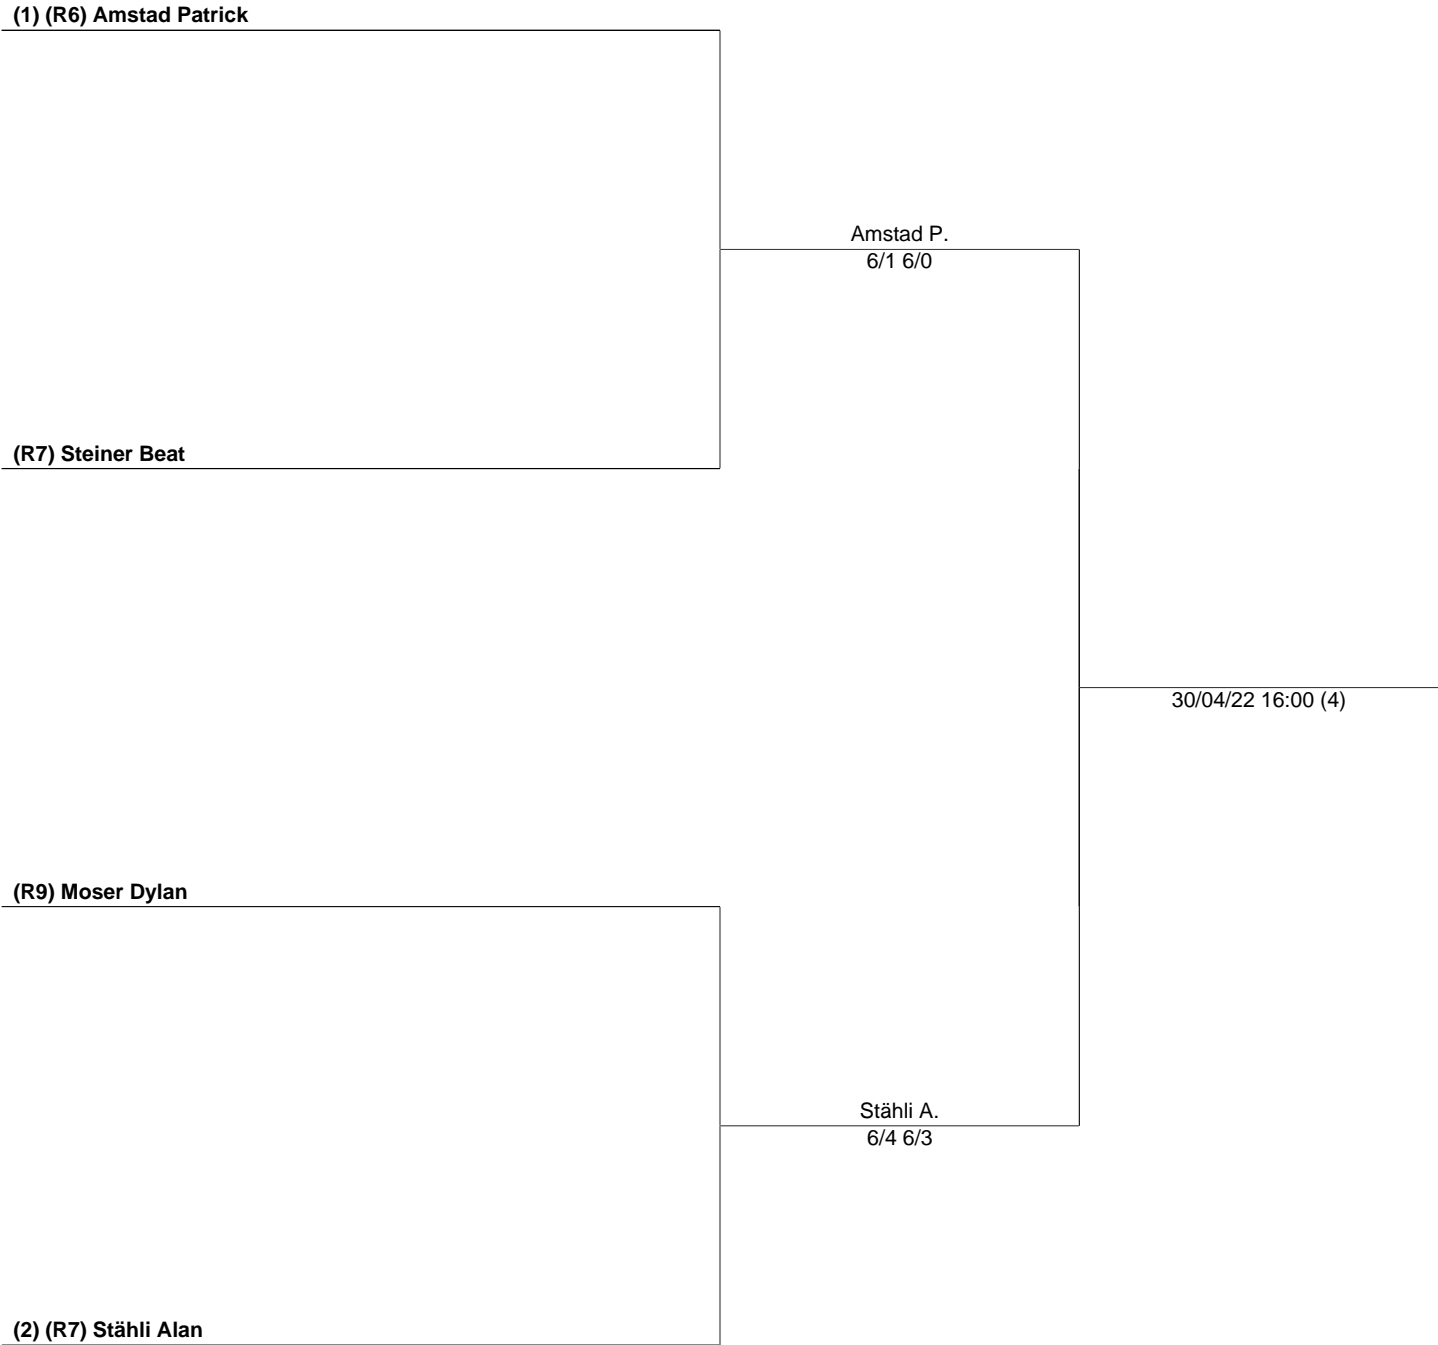 (1) (R6) Amstad Patrick
Amstad P.
6/1 6/0
(R7) Steiner Beat
30/04/22 16:00 (4)
(R9) Moser Dylan
Stähli A.
6/4 6/3
(2) (R7) Stähli Alan